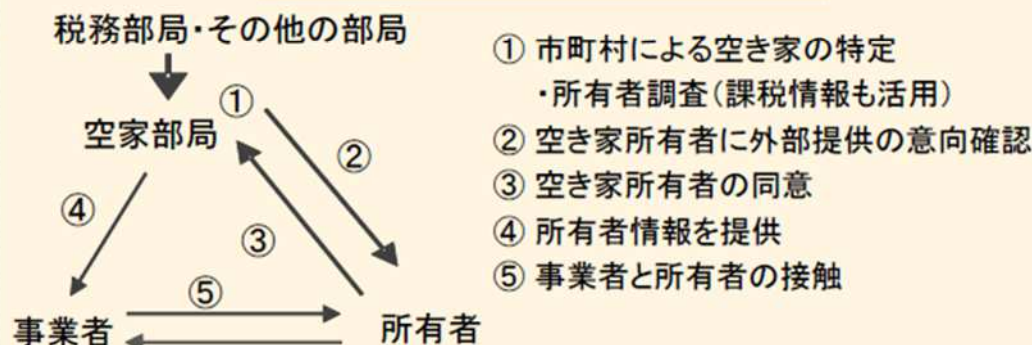 税務部局・その他の部局
空家部局
①
②
③
④
⑤
事業者
所有者
① 市町村による空き家の特定
・所有者調査(課税情報も活用)
② 空き家所有者に外部提供の意向確認
③ 空き家所有者の同意
④ 所有者情報を提供
⑤ 事業者と所有者の接触